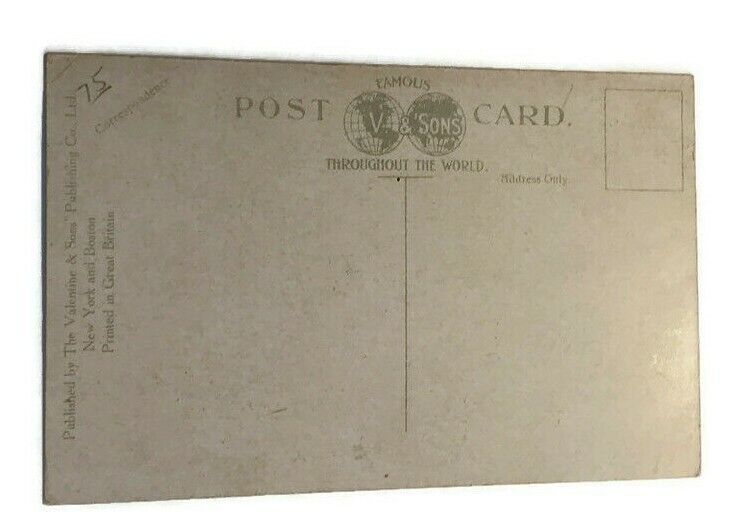 75
Correspondence
FAMOUS
POST V. & SONS CARD.
THROUGHOUT THE WORLD.
Address Only.
Published by The Valentine & Sons' Publishing Co., Ltd.
New York and Boston
Printed in Great Britain